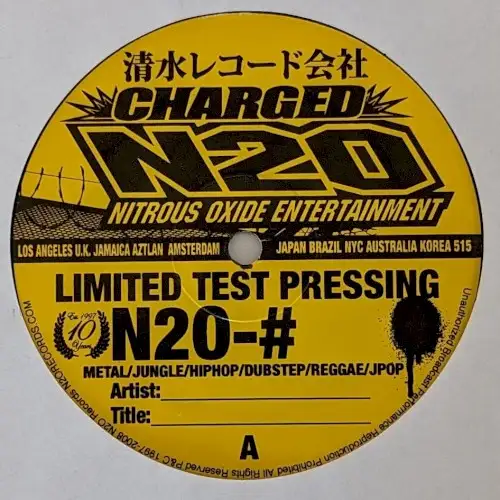 清水レコード会社
CHARGED
N2O
NITROUS OXIDE ENTERTAINMENT
LOS ANGELES U.K. JAMAICA AZTLAN AMSTERDAM JAPAN BRAZIL NYC AUSTRALIA KOREA 515
LIMITED TEST PRESSING
Est. 1997
10
Years
N20-#
METAL/JUNGLE/HIPHOP/DUBSTEP/REGGAE/JPOP
Artist:
Title:
A
Unauthorized Broadcast Performance Reproduction Prohibited All Rights Reserved P&C 1997/2008 N2O Records N2ORECORDS.COM